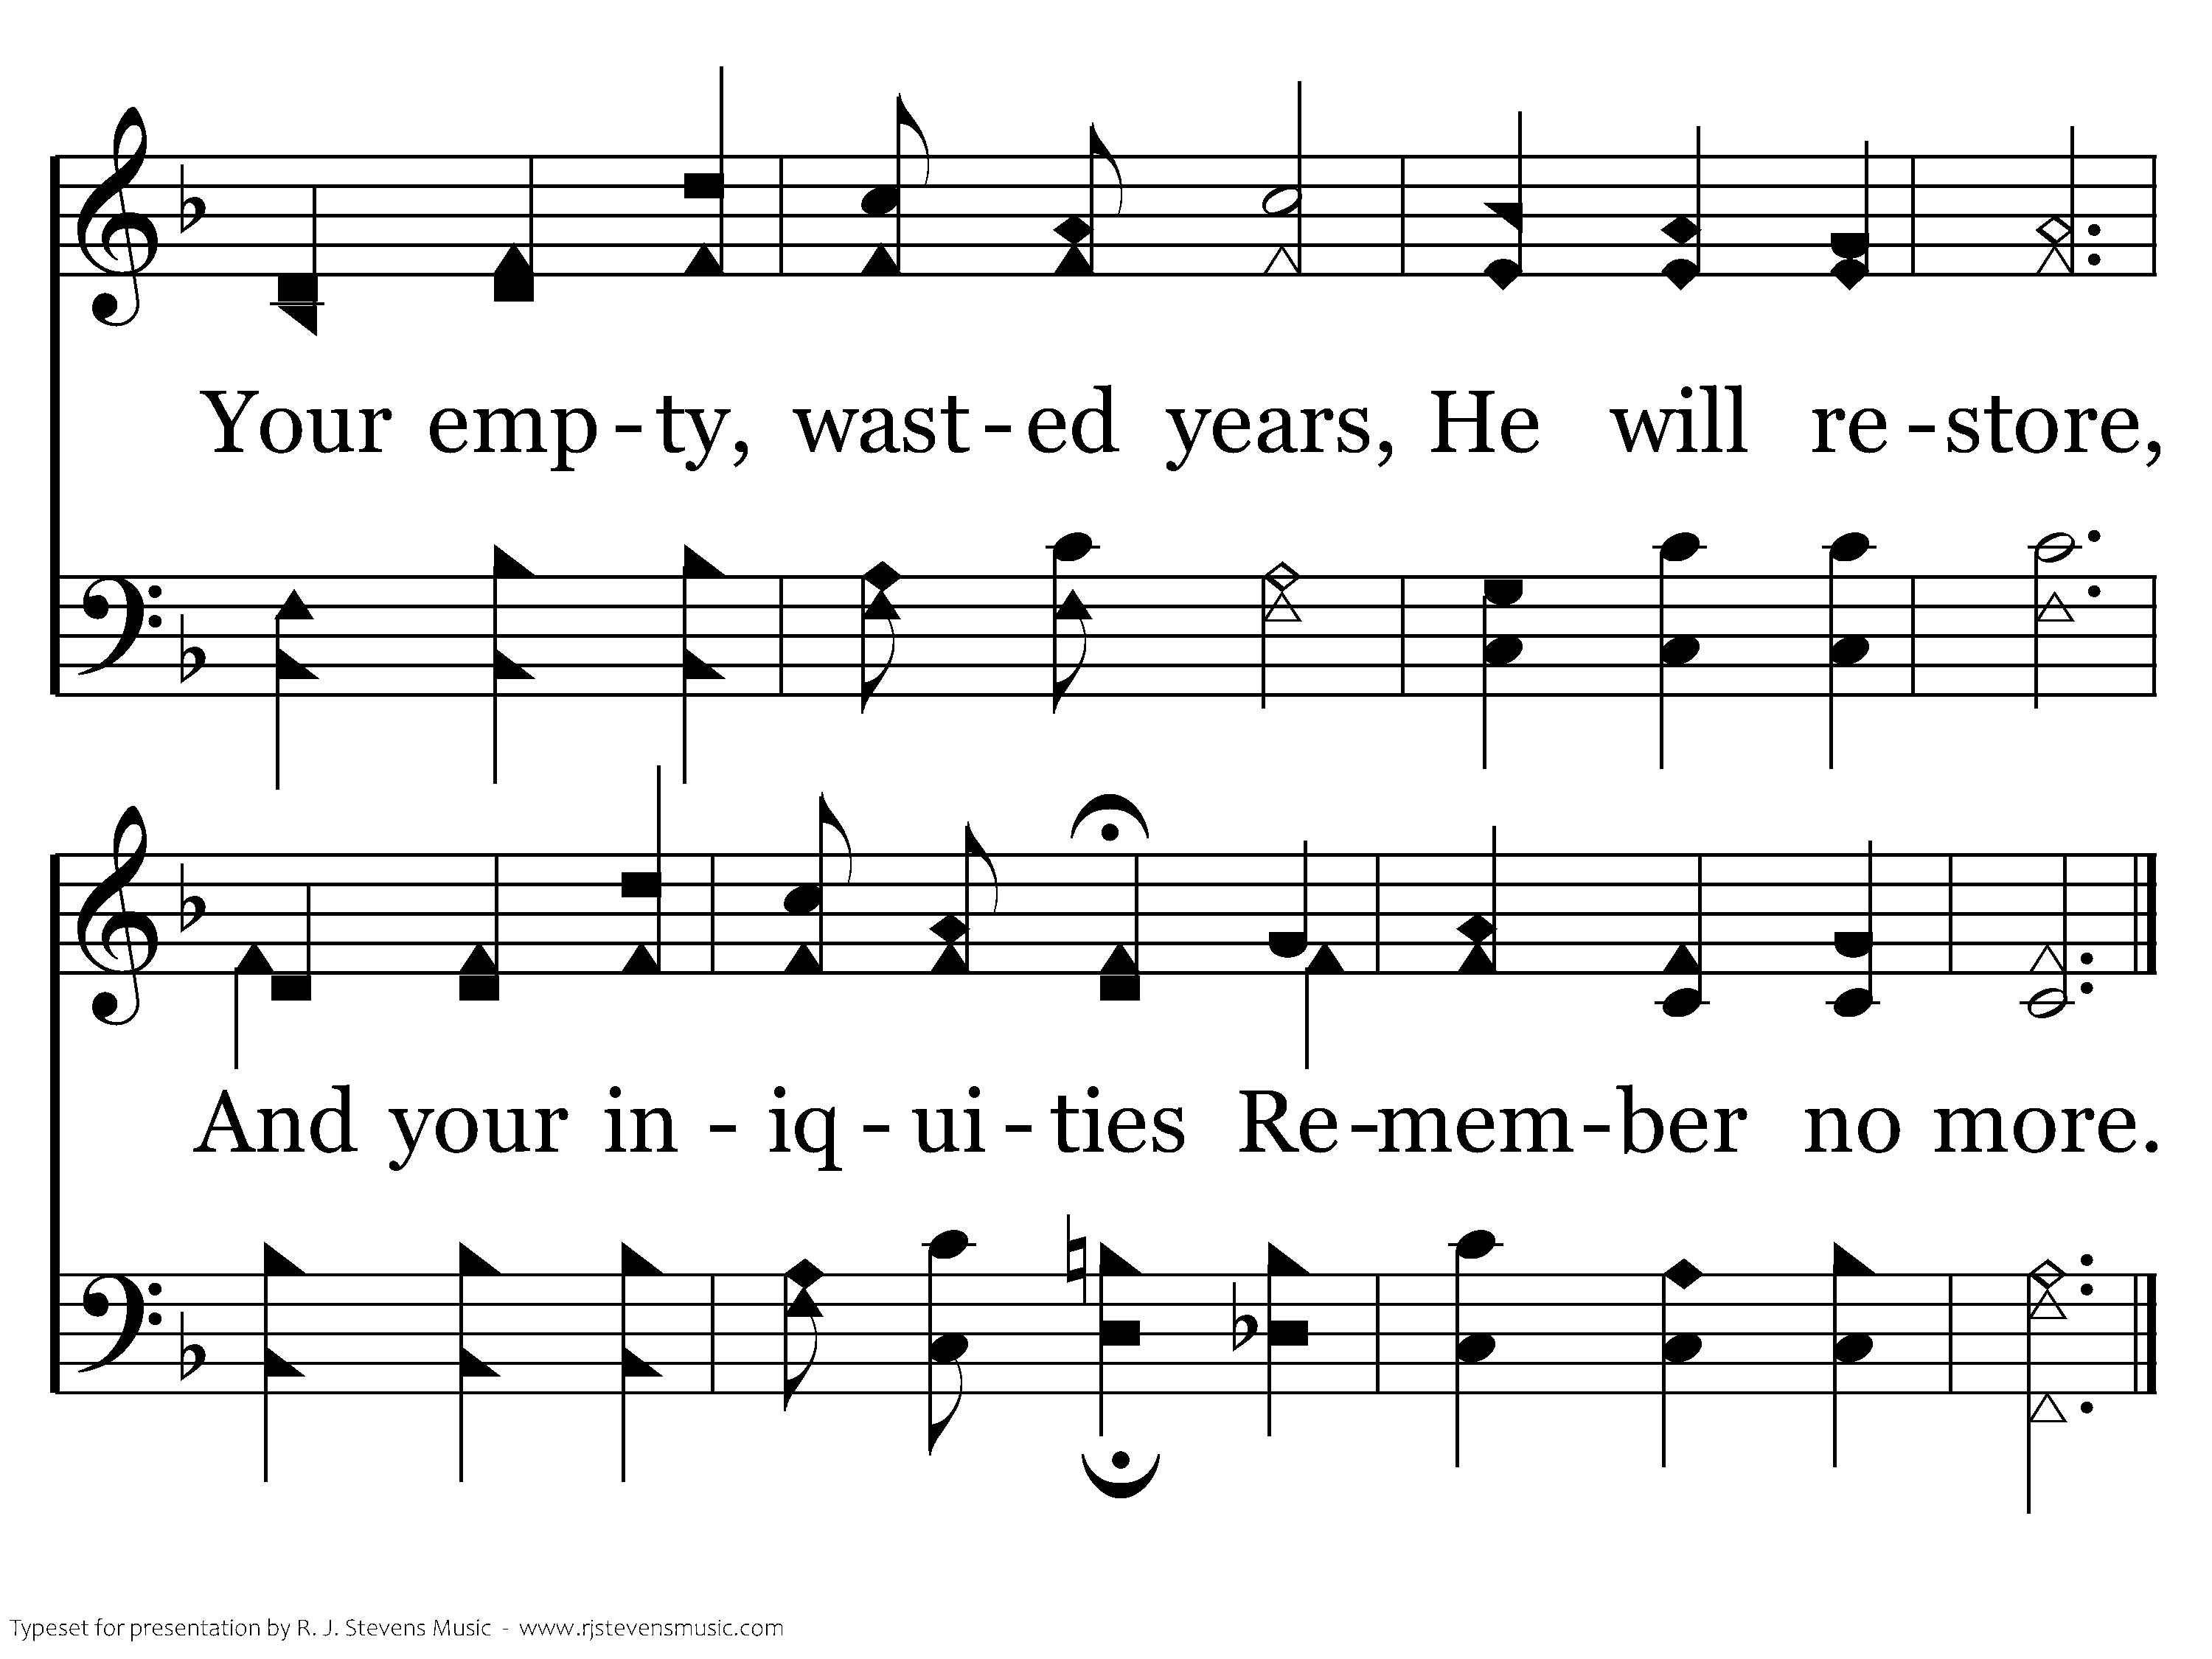 Your emp - ty, wast - ed years, He will re - store,
And your in - iq - ui - ties Re - mem - ber no more.
Typeset for presentation by R. J. Stevens Music - www.rjstevensmusic.com